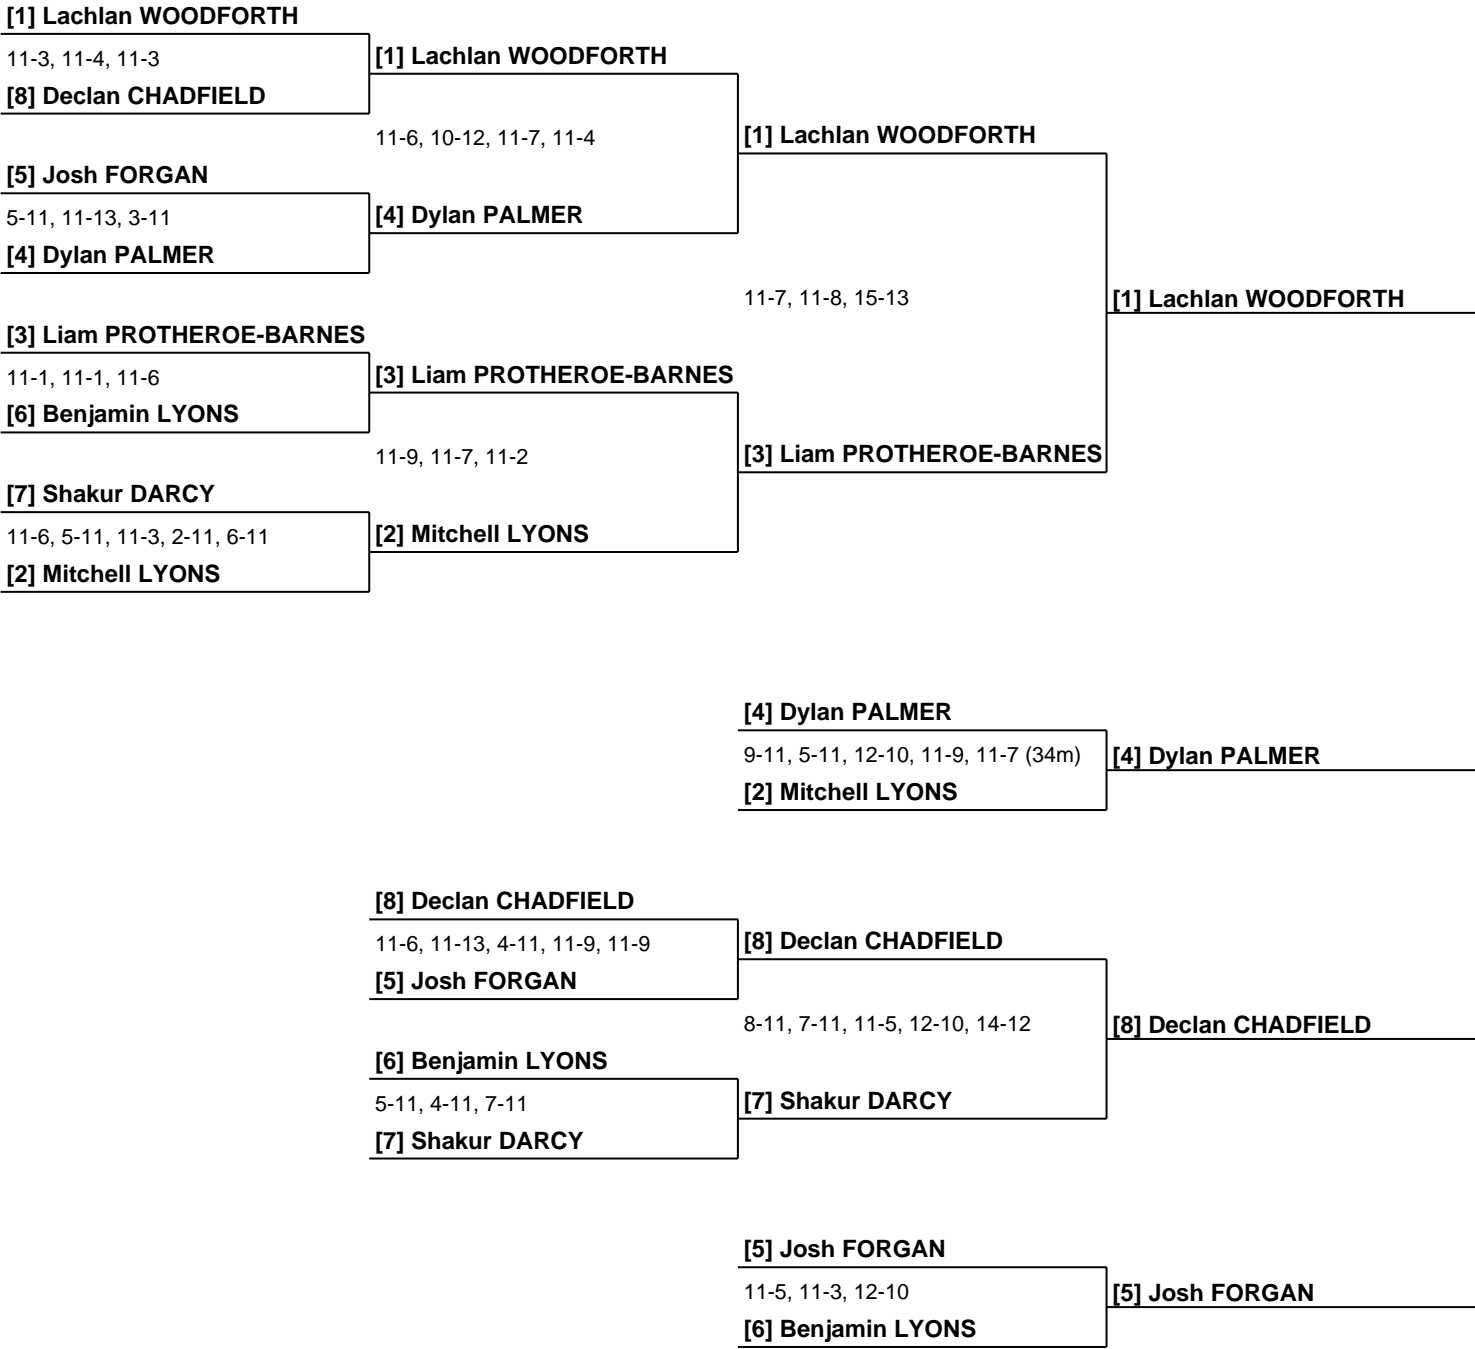 [1] Lachlan WOODFORTH
11-3, 11-4, 11-3
[1] Lachlan WOODFORTH
[8] Declan CHADFIELD
11-6, 10-12, 11-7, 11-4
[1] Lachlan WOODFORTH
[5] Josh FORGAN
5-11, 11-13, 3-11
[4] Dylan PALMER
[4] Dylan PALMER
11-7, 11-8, 15-13
[1] Lachlan WOODFORTH
[3] Liam PROTHEROE-BARNES
11-1, 11-1, 11-6
[3] Liam PROTHEROE-BARNES
[6] Benjamin LYONS
11-9, 11-7, 11-2
[3] Liam PROTHEROE-BARNES
[7] Shakur DARCY
11-6, 5-11, 11-3, 2-11, 6-11
[2] Mitchell LYONS
[2] Mitchell LYONS
[4] Dylan PALMER
9-11, 5-11, 12-10, 11-9, 11-7 (34m)
[4] Dylan PALMER
[2] Mitchell LYONS
[8] Declan CHADFIELD
11-6, 11-13, 4-11, 11-9, 11-9
[8] Declan CHADFIELD
[5] Josh FORGAN
8-11, 7-11, 11-5, 12-10, 14-12
[8] Declan CHADFIELD
[6] Benjamin LYONS
5-11, 4-11, 7-11
[7] Shakur DARCY
[7] Shakur DARCY
[5] Josh FORGAN
11-5, 11-3, 12-10
[5] Josh FORGAN
[6] Benjamin LYONS